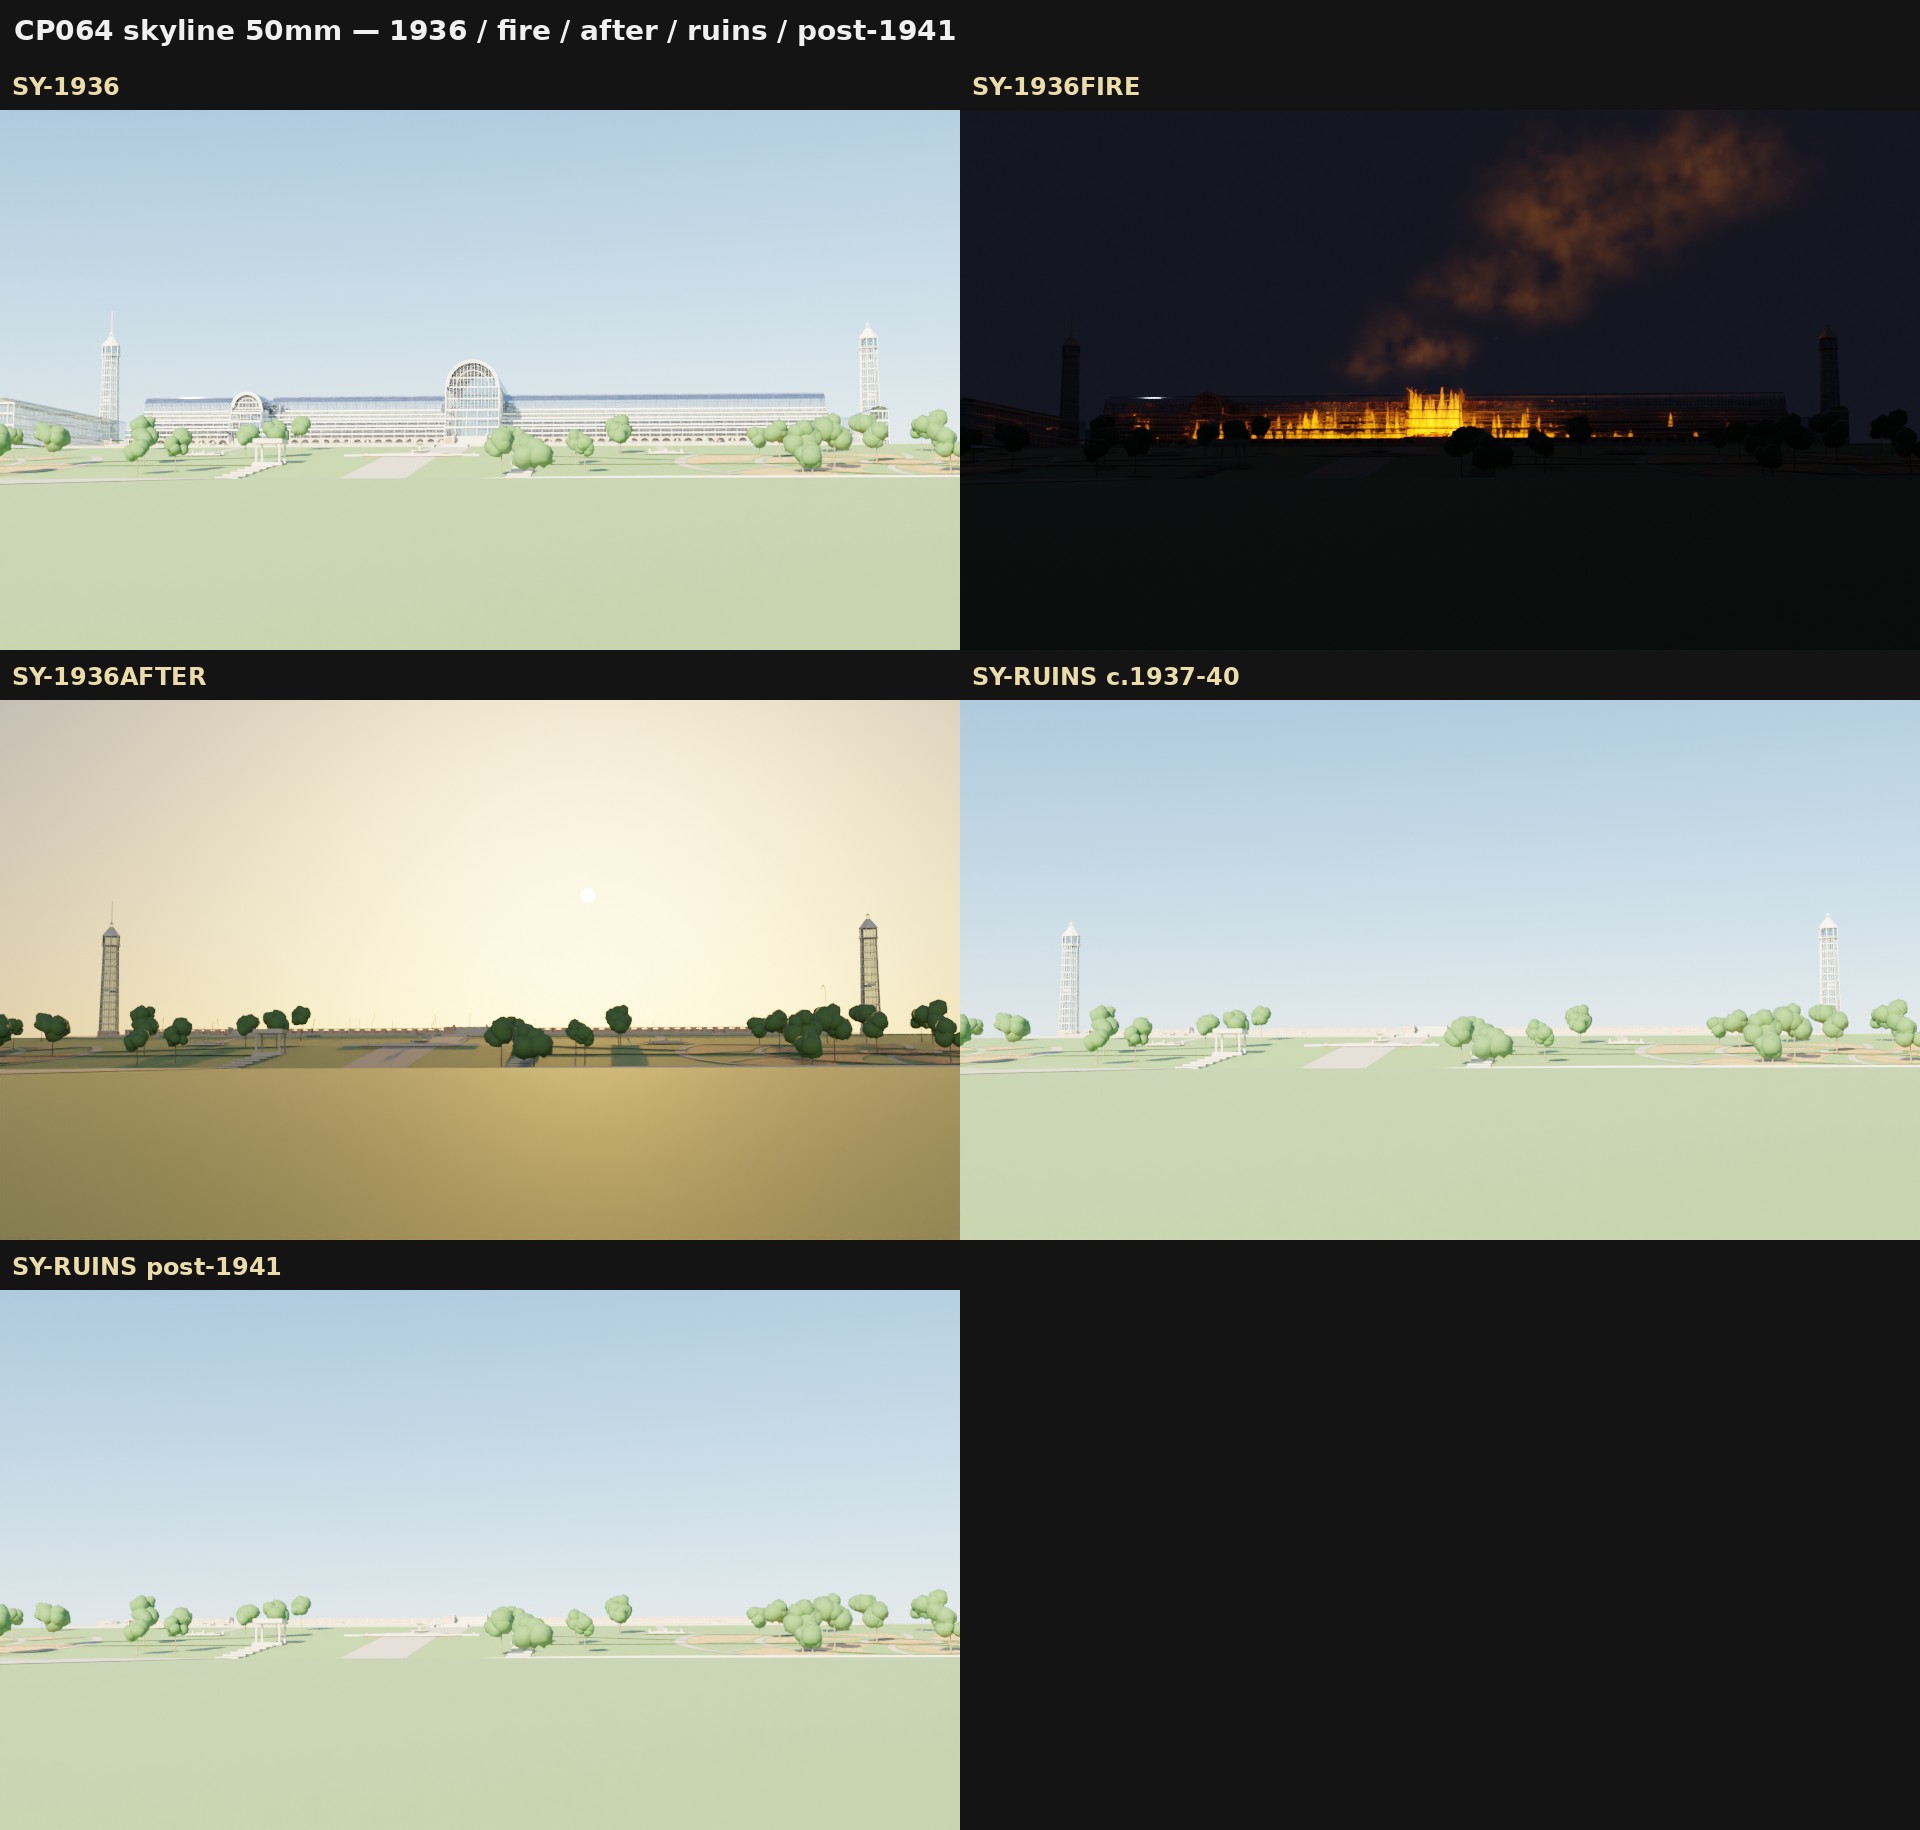 CP064 skyline 50mm — 1936 / fire / after / ruins / post-1941
SY-1936
SY-1936FIRE
SY-1936AFTER
SY-RUINS c.1937-40
SY-RUINS post-1941